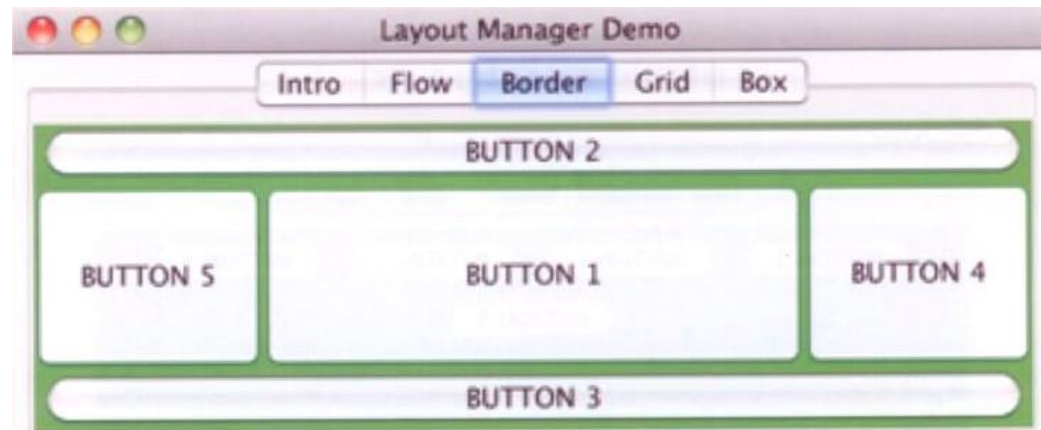 Layout Manager Demo
Intro Flow Border Grid Box
BUTTON 2
BUTTON 5 BUTTON 1 BUTTON 4
BUTTON 3